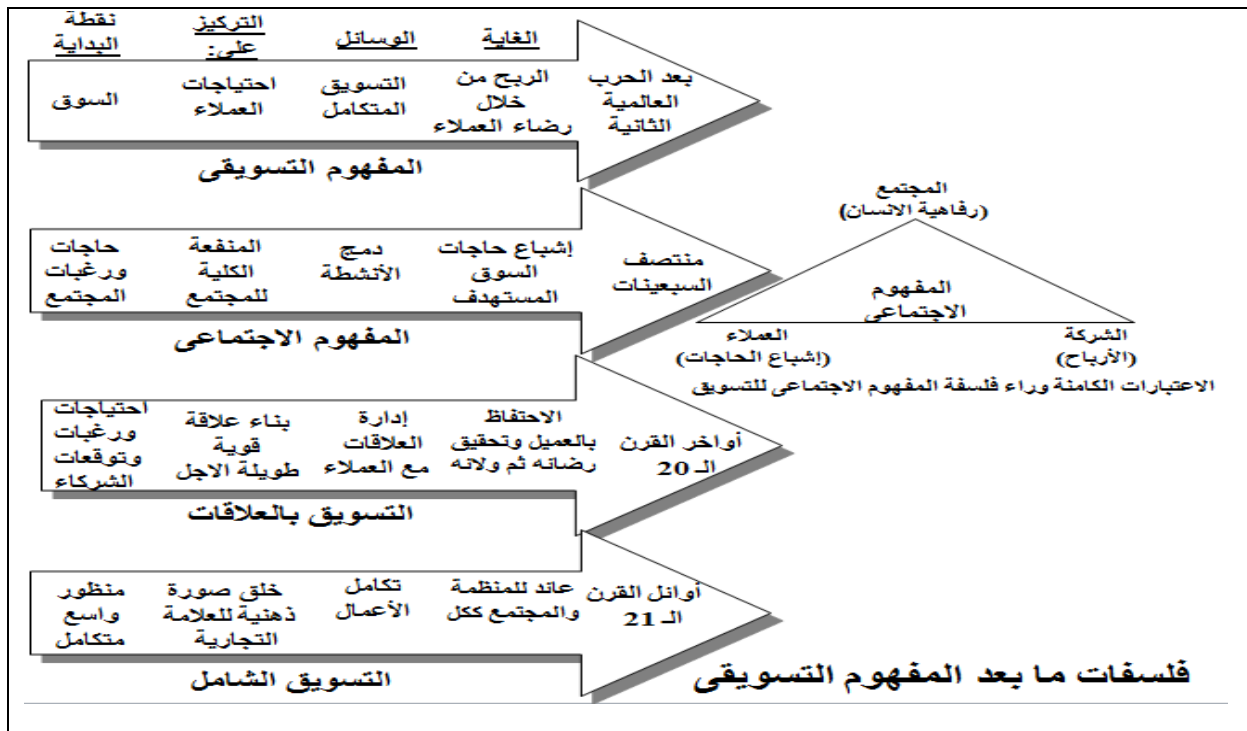 نقطة
البداية
التركيز
على:
الوسائل
الغاية
السوق
احتياجات
العملاء
التسويق
المتكامل
الربح من
خلال
رضاء العملاء
بعد الحرب
العالمية
الثانية
المفهوم التسويقى
حاجات
ورغبات
المجتمع
المنفعة
الكلية
للمجتمع
دمج
الأنشطة
إشباع حاجات
السوق
المستهدف
منتصف
السبعينات
المفهوم الاجتماعى
المجتمع
(رفاهية الانسان)
المفهوم
الاجتماعى
العملاء
(إشباع الحاجات)
الشركة
(الأرباح)
الاعتبارات الكامنة وراء فلسفة المفهوم الاجتماعى للتسويق
احتياجات
ورغبات
وتوقعات
الشركاء
بناء علاقة
قوية
طويلة الاجل
إدارة
العلاقات
مع العملاء
الاحتفاظ
بالعميل وتحقيق
رضائه ثم ولائه
أواخر القرن
الـ 20
التسويق بالعلاقات
منظور
واسع
متكامل
خلق صورة
ذهنية للعلامة
التجارية
تكامل
الأعمال
عائد للمنظمة
والمجتمع ككل
أوائل القرن
الـ 21
التسويق الشامل
فلسفات ما بعد المفهوم التسويقى